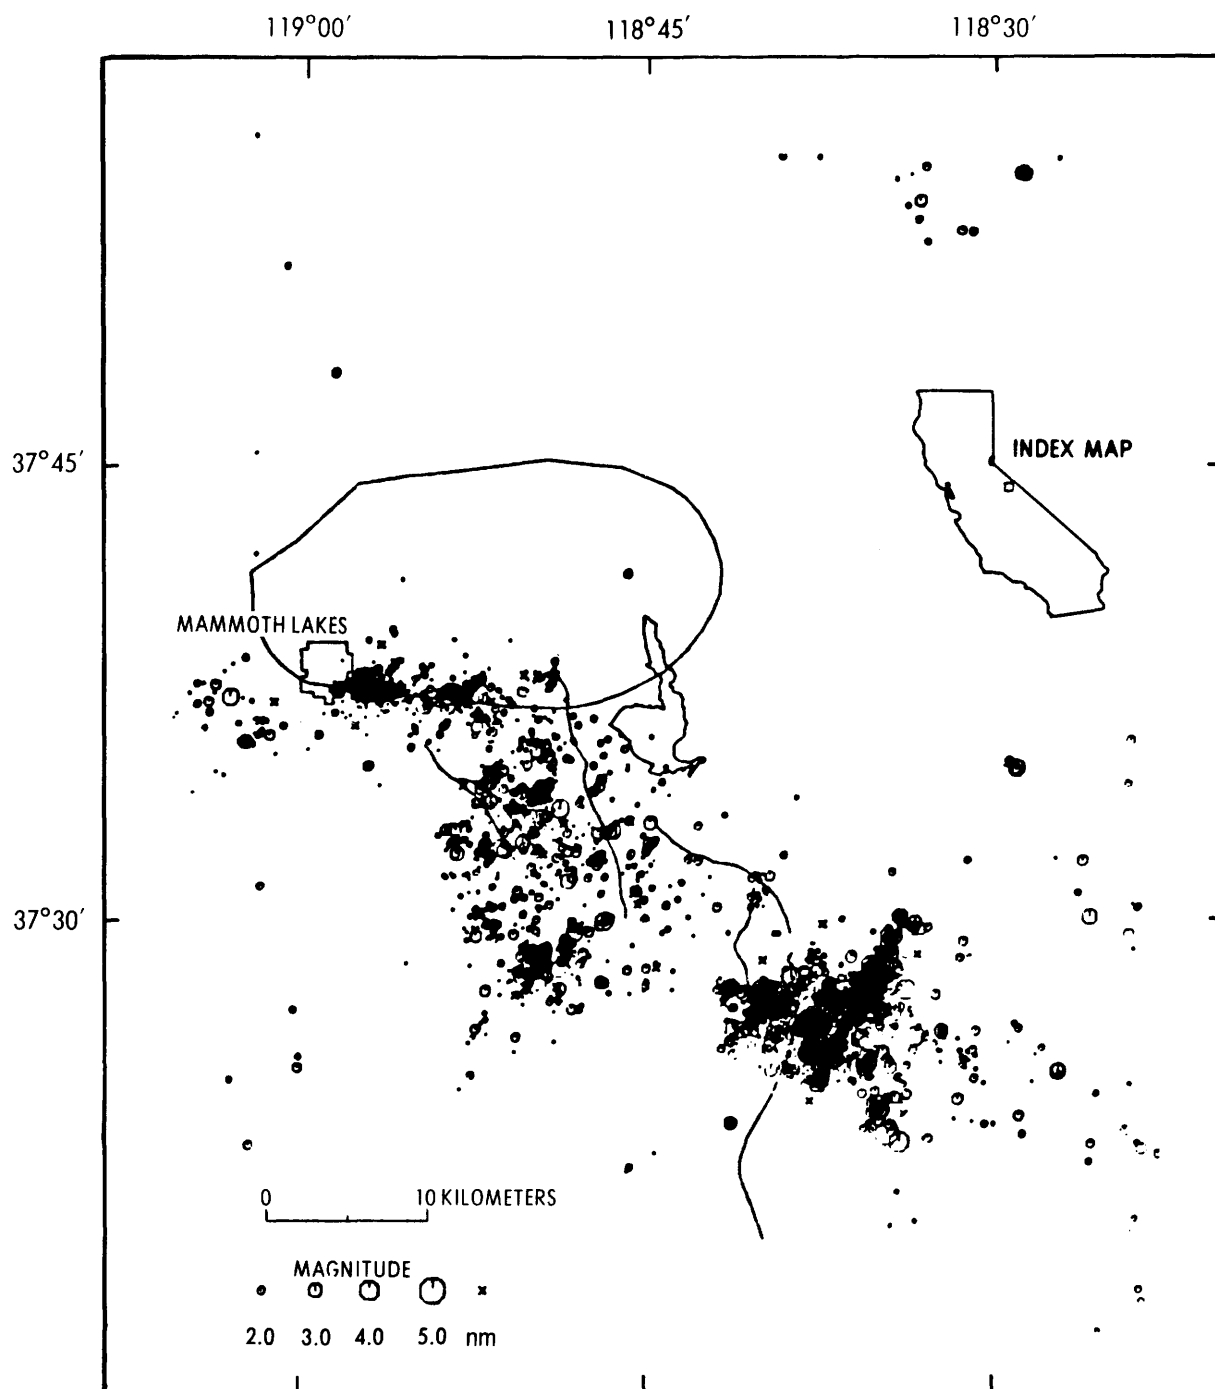 119°00′ 118°45′ 118°30′
37°45′
INDEX MAP
MAMMOTH LAKES
37°30′
0 10 KILOMETERS
MAGNITUDE
2.0 3.0 4.0 5.0 nm